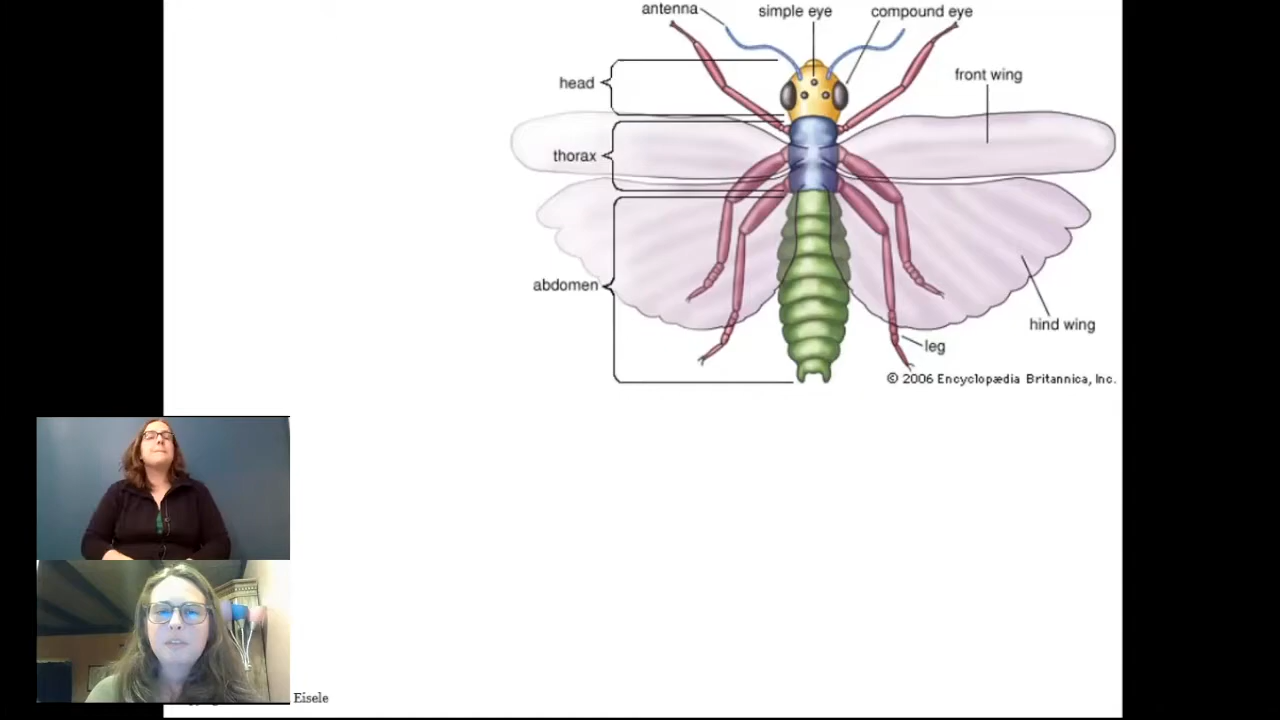 antenna
simple eye
compound eye
head
front wing
thorax
abdomen
hind wing
leg
© 2006 Encyclopædia Britannica, Inc.
Eisele